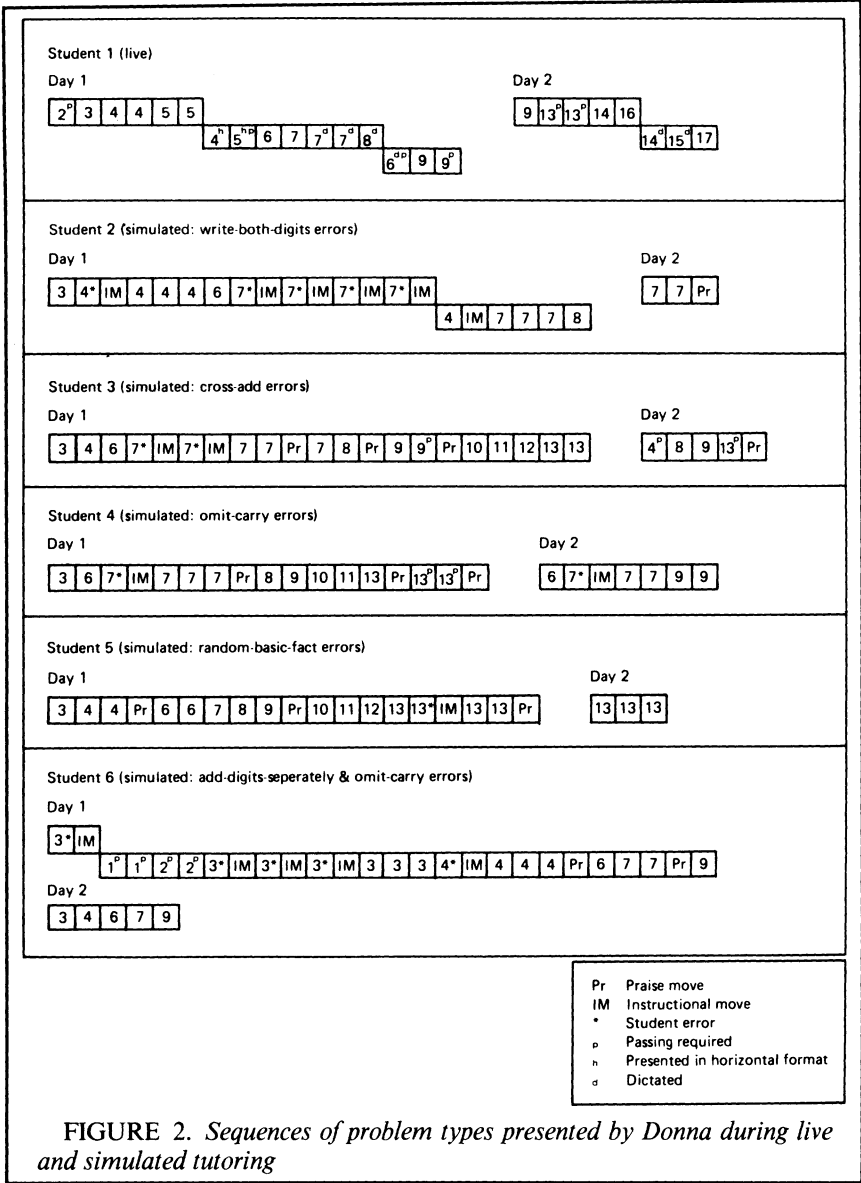 Student 1 (live)
Day 1
Day 2
2p 3 4 4 5 5
9 13p 13p 14 16
4h 5hp 6 7 7d 7d 8d
14d 15d 17
6dp 9 9p
Student 2 (simulated: write-both-digits errors)
Day 1
Day 2
3 4* IM 4 4 4 6 7* IM 7* IM 7* IM 7* IM
7 7 Pr
4 IM 7 7 7 8
Student 3 (simulated: cross-add errors)
Day 1
Day 2
3 4 6 7* IM 7* IM 7 7 Pr 7 8 Pr 9 9p Pr 10 11 12 13 13
4p 8 9 13p Pr
Student 4 (simulated: omit-carry errors)
Day 1
Day 2
3 6 7* IM 7 7 7 Pr 8 9 10 11 13 Pr 13p 13p Pr
6 7* IM 7 7 9 9
Student 5 (simulated: random-basic-fact errors)
Day 1
Day 2
3 4 4 Pr 6 6 7 8 9 Pr 10 11 12 13 13* IM 13 13 Pr
13 13 13
Student 6 (simulated: add-digits-seperately & omit-carry errors)
Day 1
3* IM
1p 1p 2p 2p 3* IM 3* IM 3* IM 3 3 3 4* IM 4 4 4 Pr 6 7 7 Pr 9
Day 2
3 4 6 7 9
Pr Praise move
IM Instructional move
* Student error
p Passing required
h Presented in horizontal format
d Dictated
FIGURE 2. Sequences of problem types presented by Donna during live
and simulated tutoring